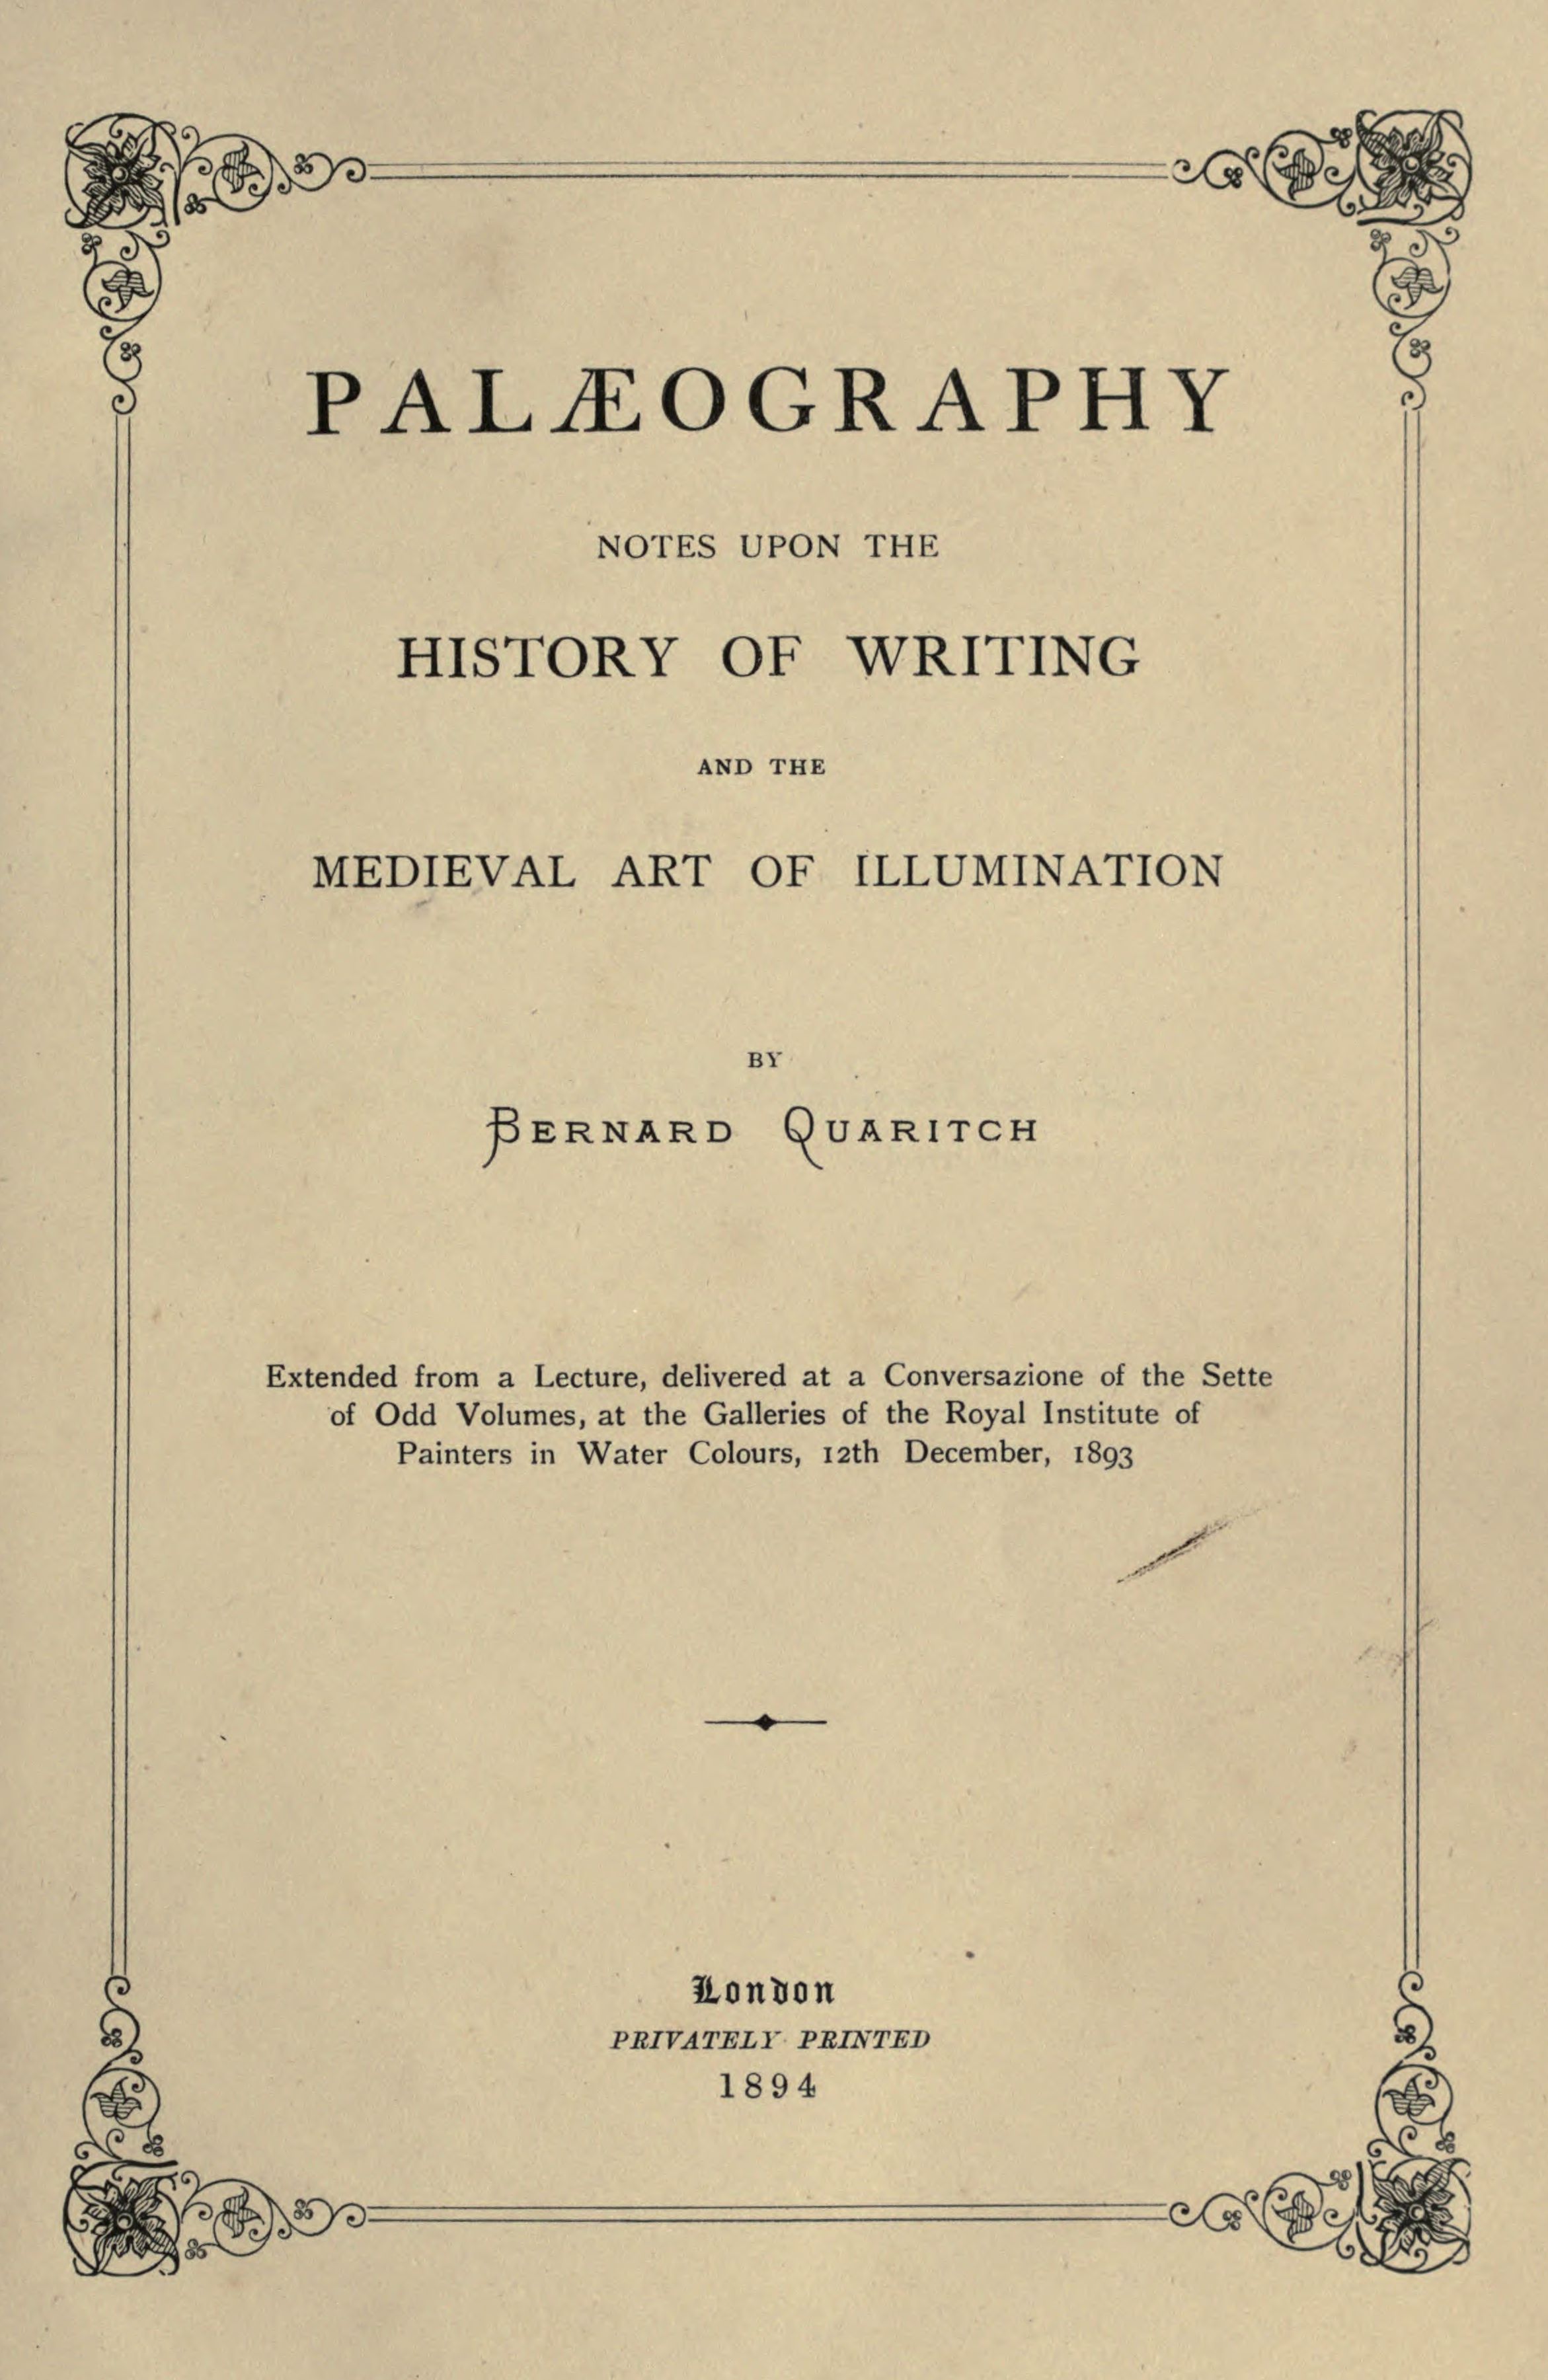 PALÆOGRAPHY
NOTES UPON THE
HISTORY OF WRITING
AND THE
MEDIEVAL ART OF ILLUMINATION
BY
BERNARD QUARITCH
Extended from a Lecture, delivered at a Conversazione of the Sette
of Odd Volumes, at the Galleries of the Royal Institute of
Painters in Water Colours, 12th December, 1893
London
PRIVATELY PRINTED
1894